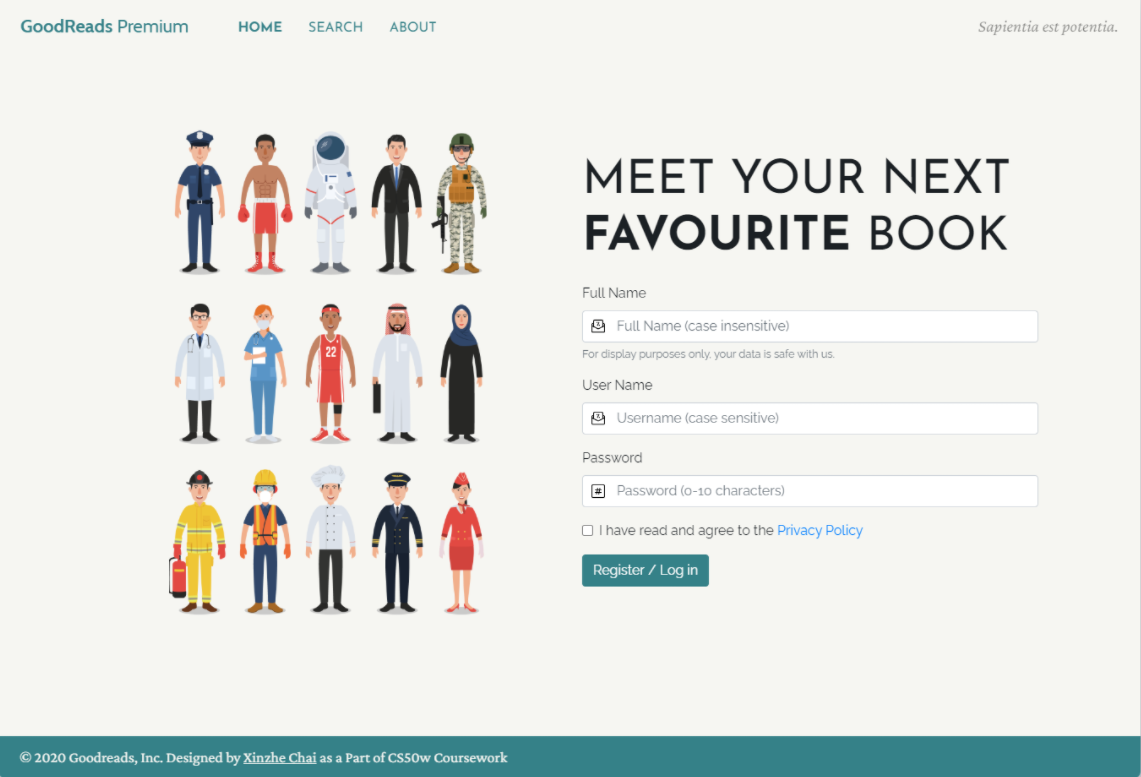 GoodReads Premium HOME SEARCH ABOUT Sapientia est potentia.
MEET YOUR NEXT
FAVOURITE BOOK
Full Name
Full Name (case insensitive)
For display purposes only, your data is safe with us.
User Name
Username (case sensitive)
Password
# Password (0-10 characters)
I have read and agree to the Privacy Policy
Register / Log in
22
© 2020 Goodreads, Inc. Designed by Xinzhe Chai as a Part of CS50w Coursework